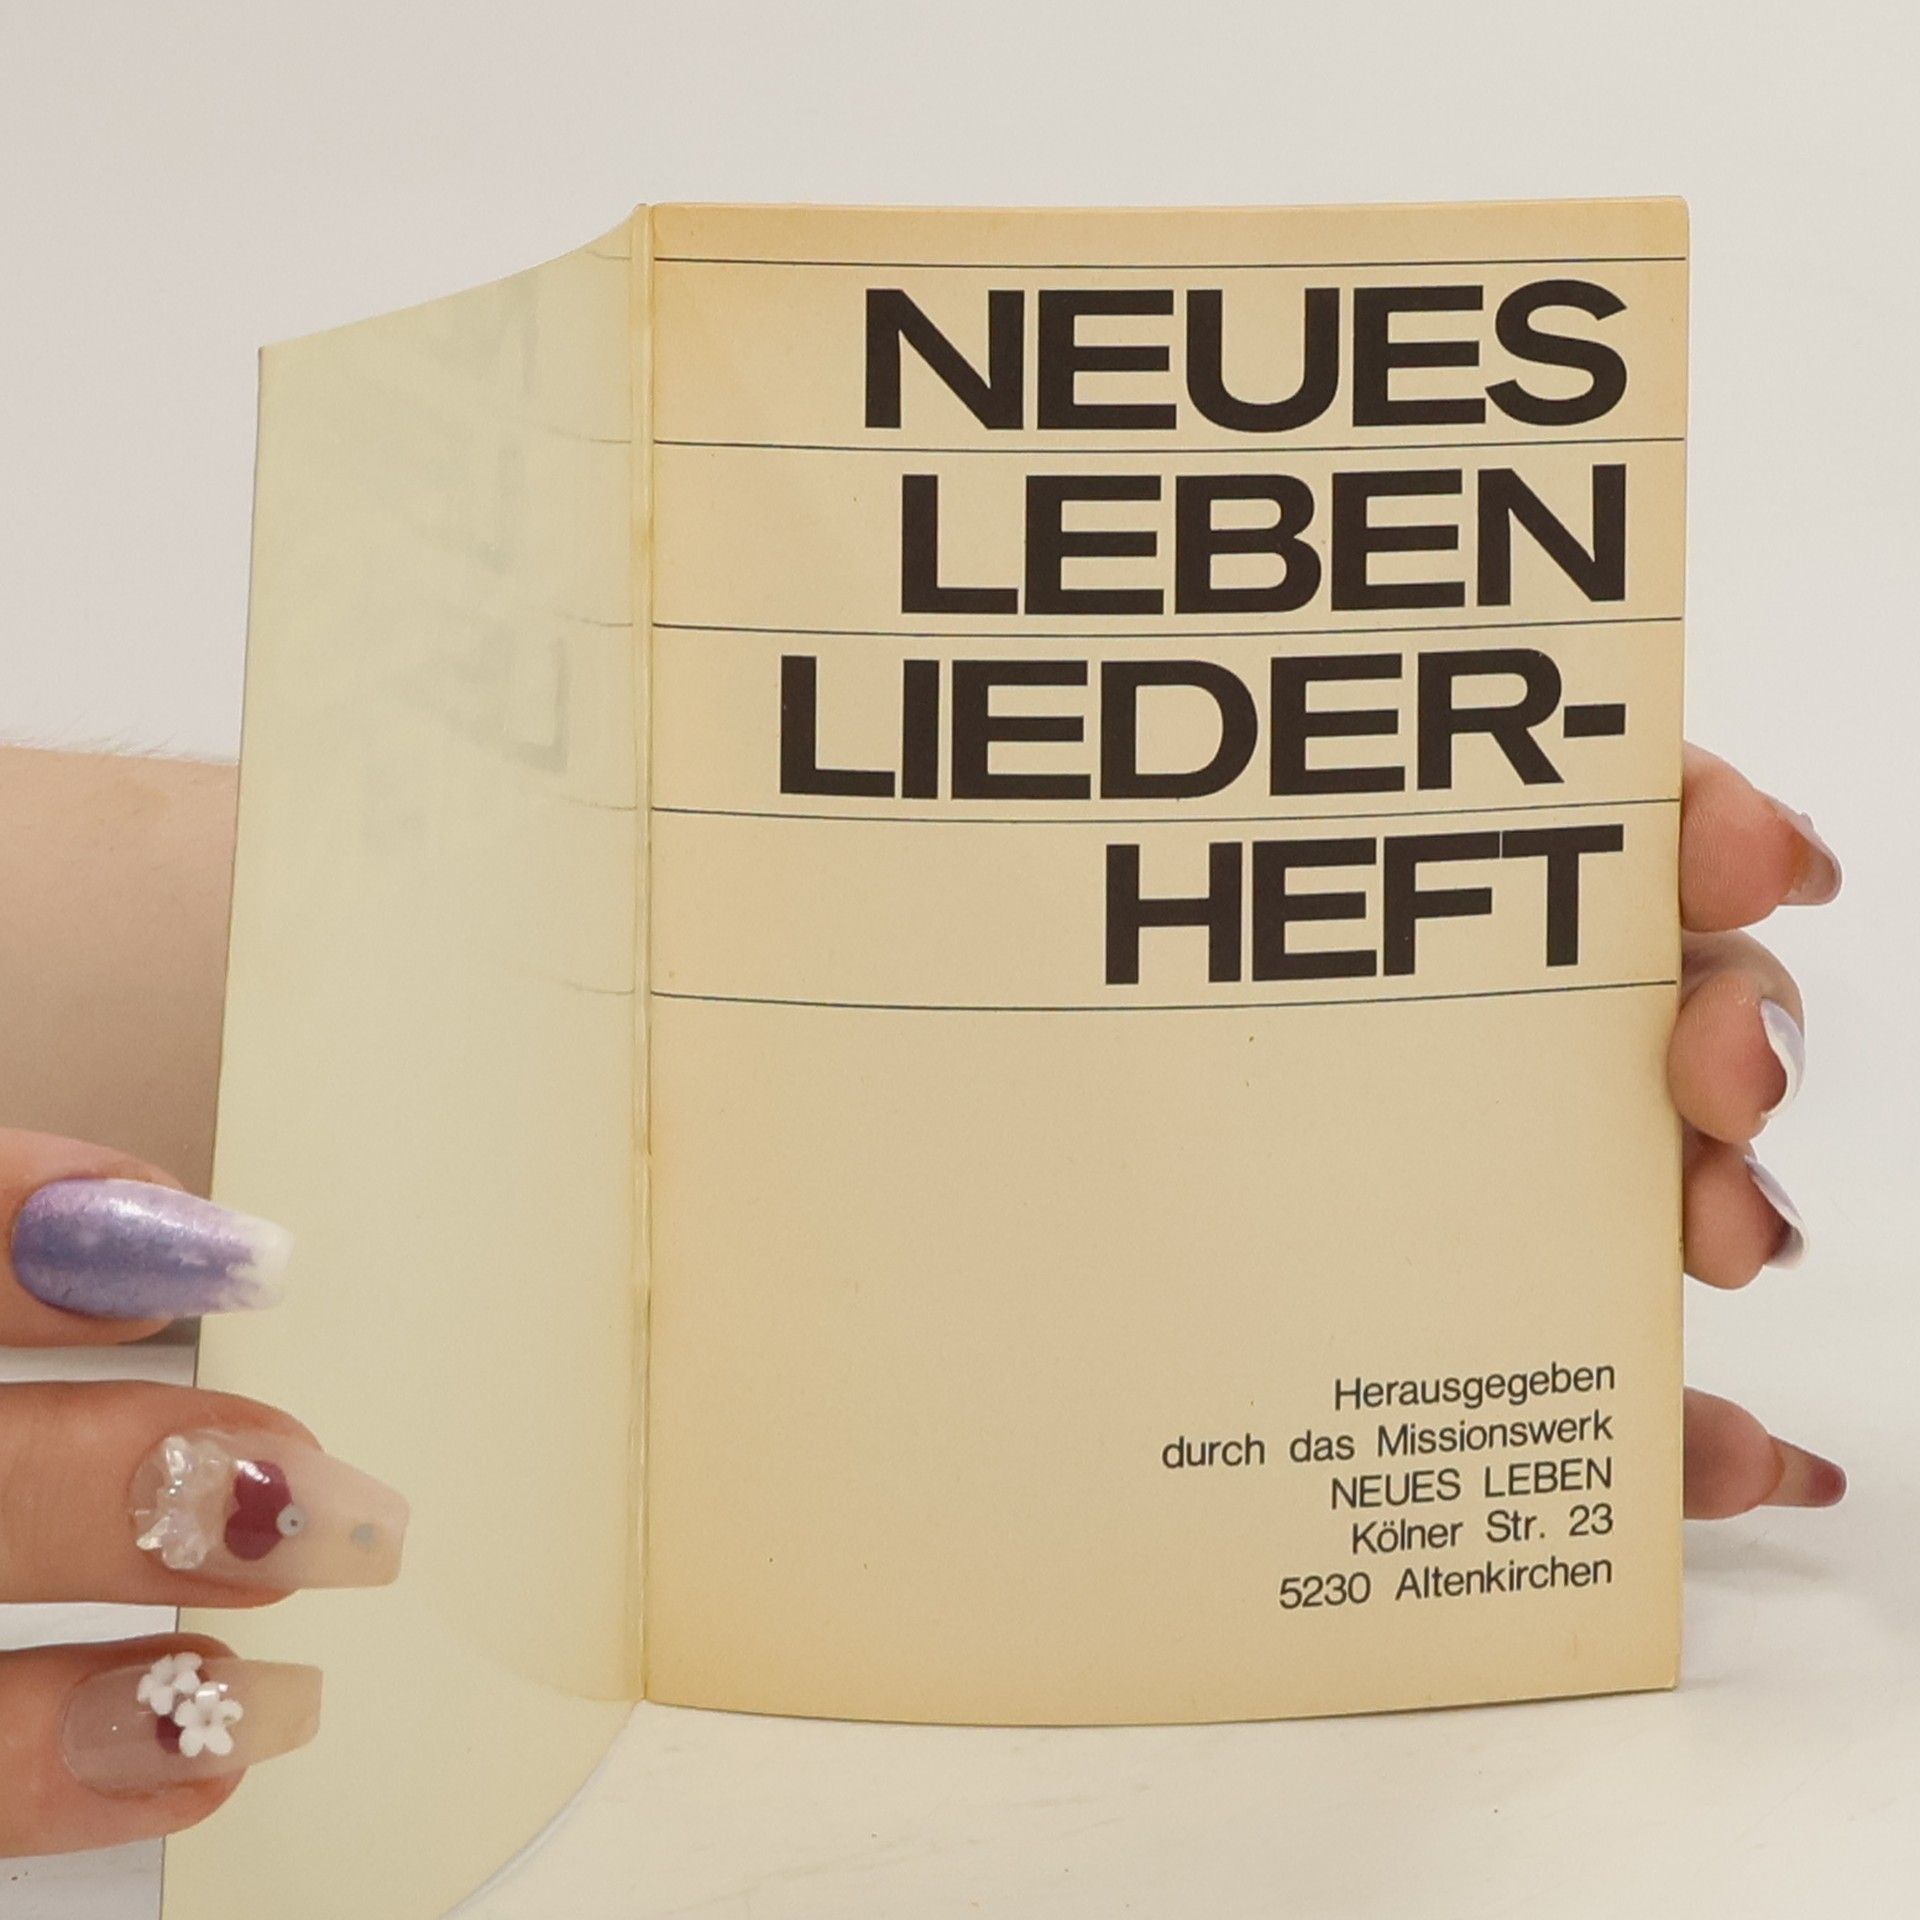 NEUES
LEBEN
LIEDER-
HEFT
Herausgegeben
durch das Missionswerk
NEUES LEBEN
Kölner Str. 23
5230 Altenkirchen